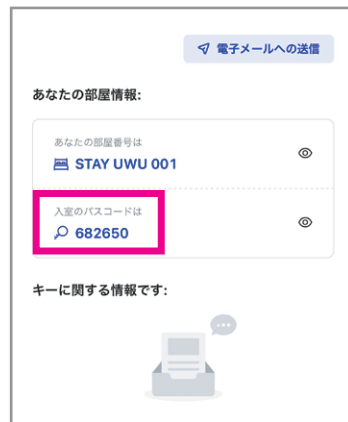 電子メールへの送信
あなたの部屋情報:
あなたの部屋番号は
STAY UWU 001
入室のパスコードは
682650
キーに関する情報です: